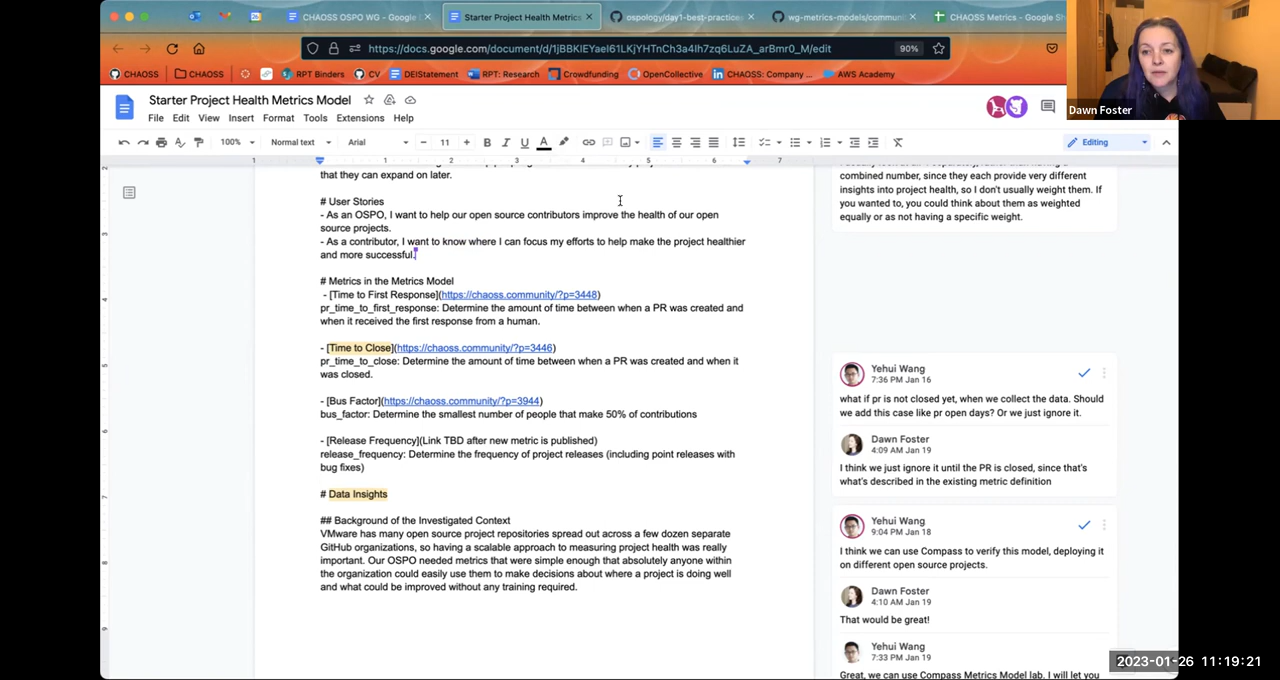 CHAOSS OSPO WG - Google
Starter Project Health Metrics
ospology/day1-best-practices
wg-metrics-models/commun
CHAOSS Metrics - Google Sh
https://docs.google.com/document/d/1jBBKIEYaeI61LKjYHTnCh3a4Ih7zq6LuZA_arBmr0_M/edit
90%
CHAOSS
CHAOSS
RPT Binders
CV
DEIStatement
RPT: Research
Crowdfunding
OpenCollective
CHAOSS: Company ...
AWS Academy
Dawn Foster
Starter Project Health Metrics Model
File Edit View Insert Format Tools Extensions Help
100%
Normal text
Arial
11
Editing
that they can expand on later.
# User Stories
- As an OSPO, I want to help our open source contributors improve the health of our open
source projects.
- As a contributor, I want to know where I can focus my efforts to help make the project healthier
and more successful.
# Metrics in the Metrics Model
- [Time to First Response](https://chaoss.community/?p=3448)
pr_time_to_first_response: Determine the amount of time between when a PR was created and
when it received the first response from a human.
- [Time to Close](https://chaoss.community/?p=3446)
pr_time_to_close: Determine the amount of time between when a PR was created and when it
was closed.
- [Bus Factor](https://chaoss.community/?p=3944)
bus_factor: Determine the smallest number of people that make 50% of contributions
- [Release Frequency](Link TBD after new metric is published)
release_frequency: Determine the frequency of project releases (including point releases with
bug fixes)
# Data Insights
## Background of the Investigated Context
VMware has many open source project repositories spread out across a few dozen separate
GitHub organizations, so having a scalable approach to measuring project health was really
important. Our OSPO needed metrics that were simple enough that absolutely anyone within
the organization could easily use them to make decisions about where a project is doing well
and what could be improved without any training required.
combined number, since they each provide very different
insights into project health, so I don't usually weight them. If
you wanted to, you could think about them as weighted
equally or as not having a specific weight.
Yehui Wang
7:36 PM Jan 16
what if pr is not closed yet, when we collect the data. Should
we add this case like pr open days? Or we just ignore it.
Dawn Foster
4:09 AM Jan 19
I think we just ignore it until the PR is closed, since that's
what's described in the existing metric definition
Yehui Wang
9:04 PM Jan 18
I think we can use Compass to verify this model, deploying it
on different open source projects.
Dawn Foster
4:10 AM Jan 19
That would be great!
Yehui Wang
7:33 PM Jan 19
Great, we can use Compass Metrics Model lab. I will let you
2023-01-26 11:19:21